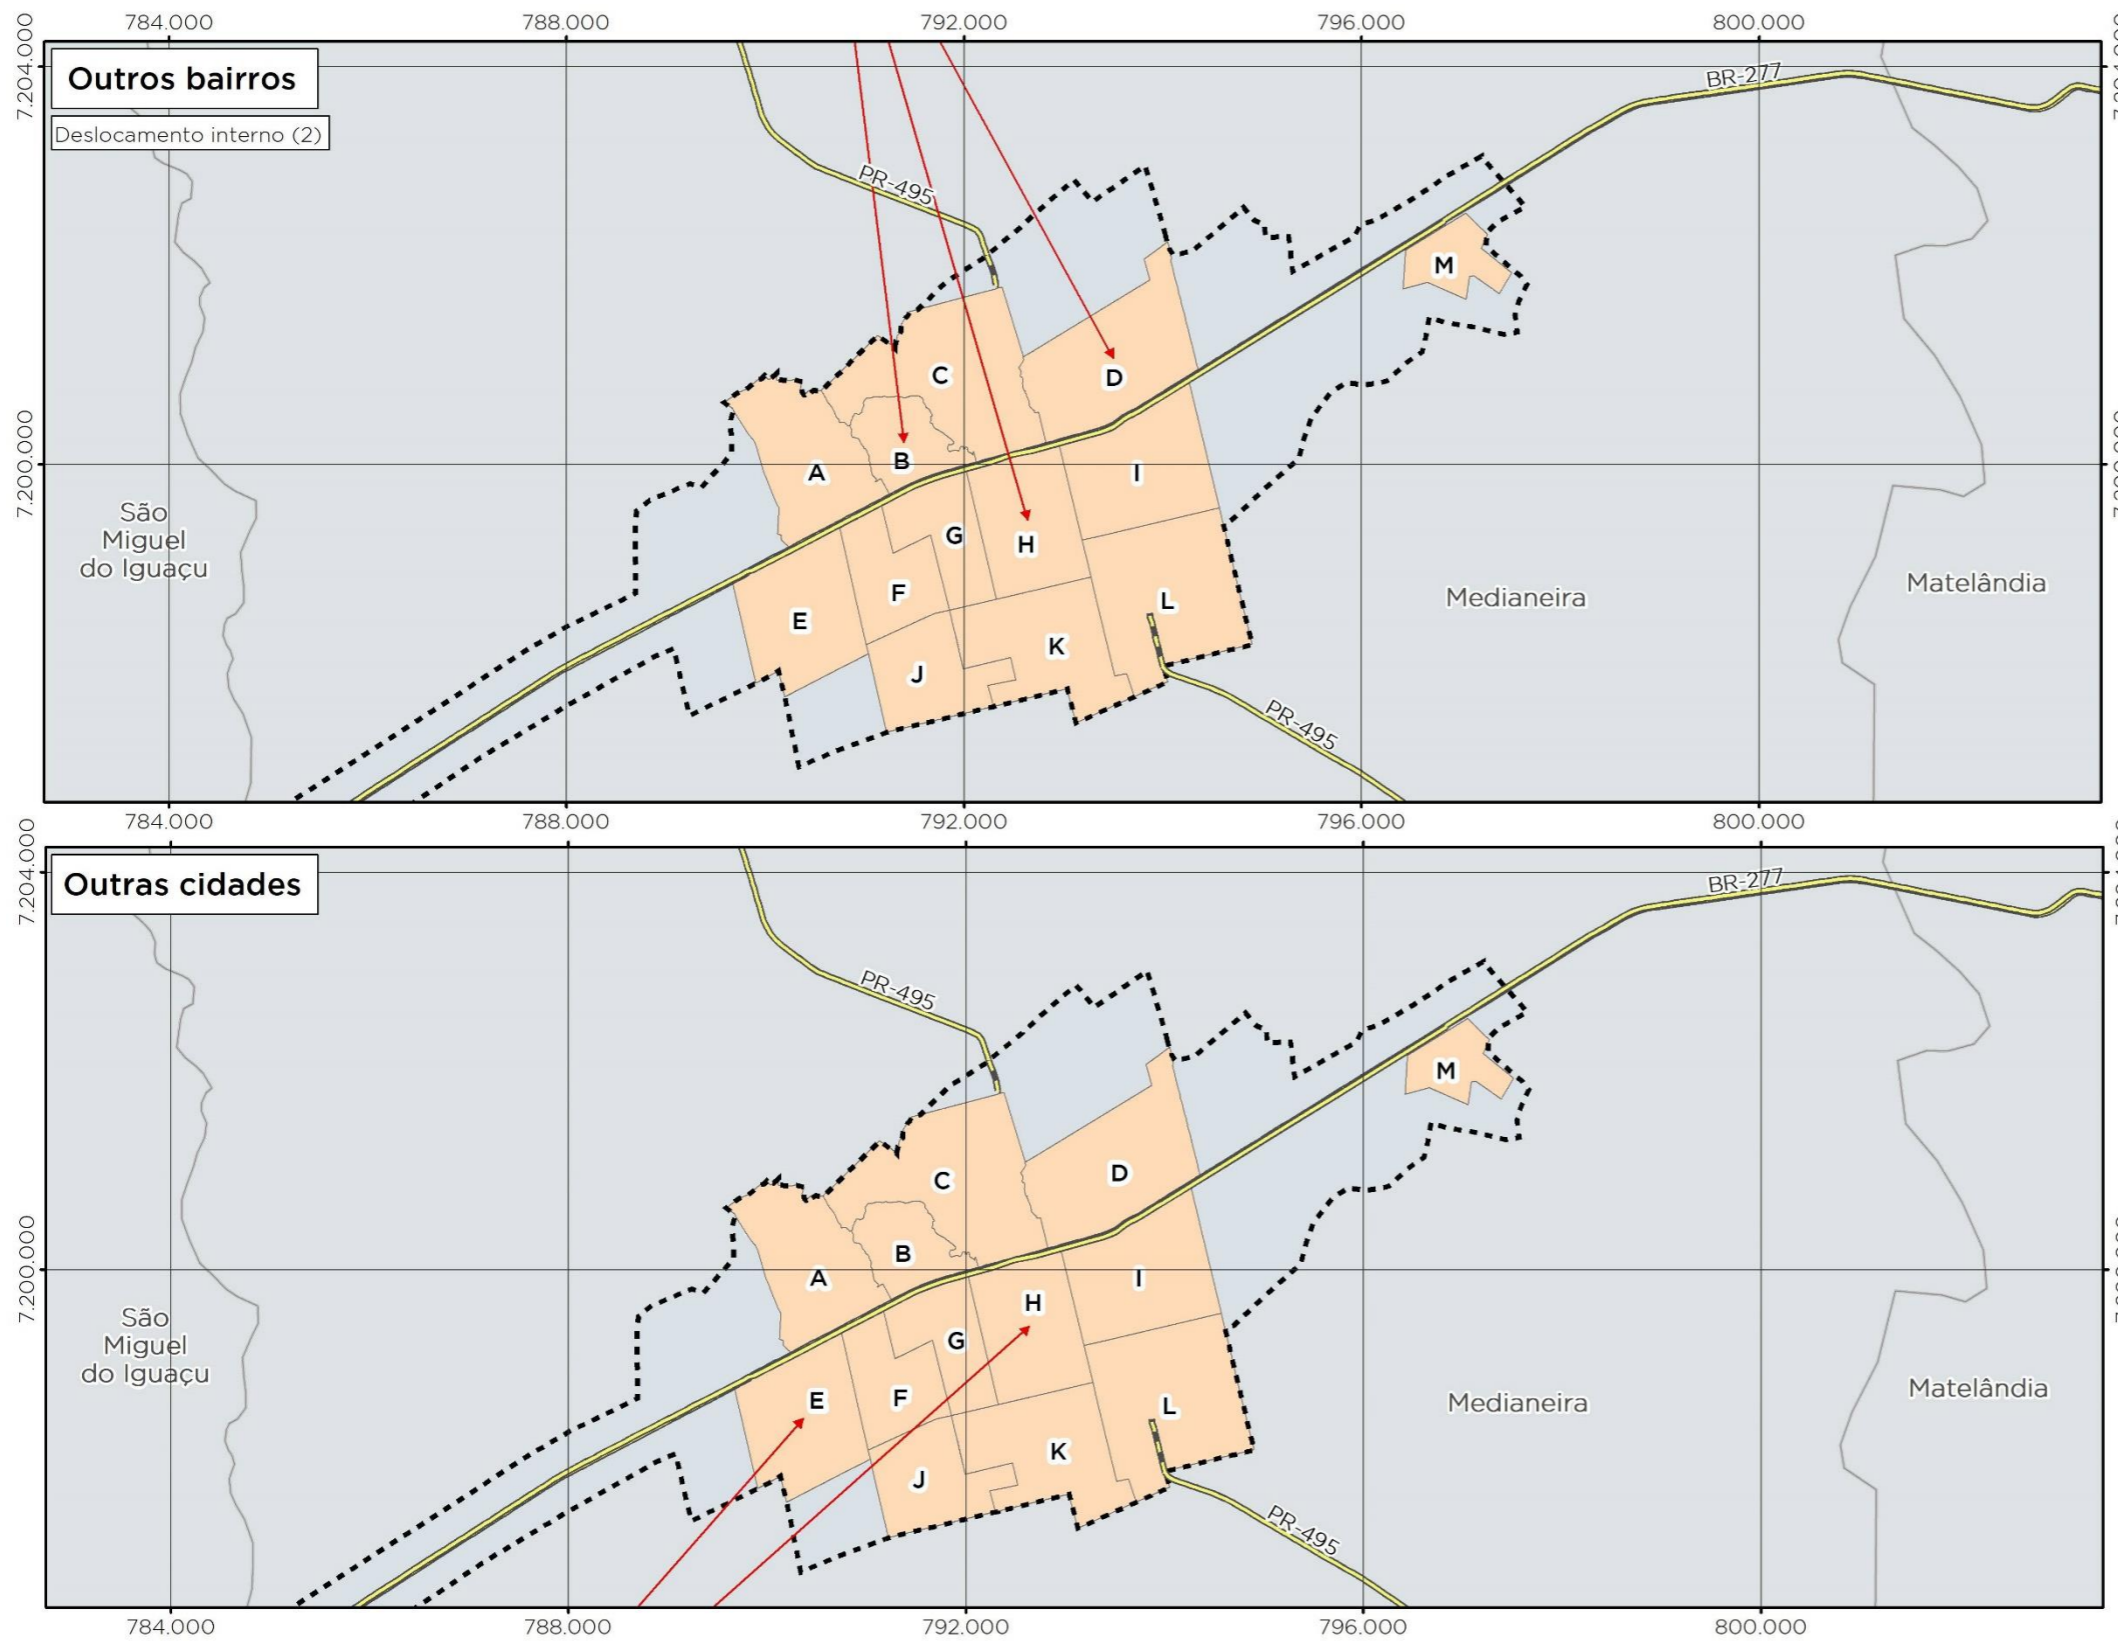 784.000 788.000 792.000 796.000 800.000
7.204.000
Outros bairros
Deslocamento interno (2)
BR-277
PR-495
M
C
D
7.200.000
A
B
I
São
Miguel
do Iguaçu
G
H
F
E
L
Medianeira
Matelândia
K
J
PR-495
784.000 788.000 792.000 796.000 800.000
7.204.000
Outras cidades
BR-277
PR-495
M
C
D
7.200.000
B
A
I
H
São
Miguel
do Iguaçu
G
E
F
L
Medianeira
Matelândia
K
J
PR-495
784.000 788.000 792.000 796.000 800.000